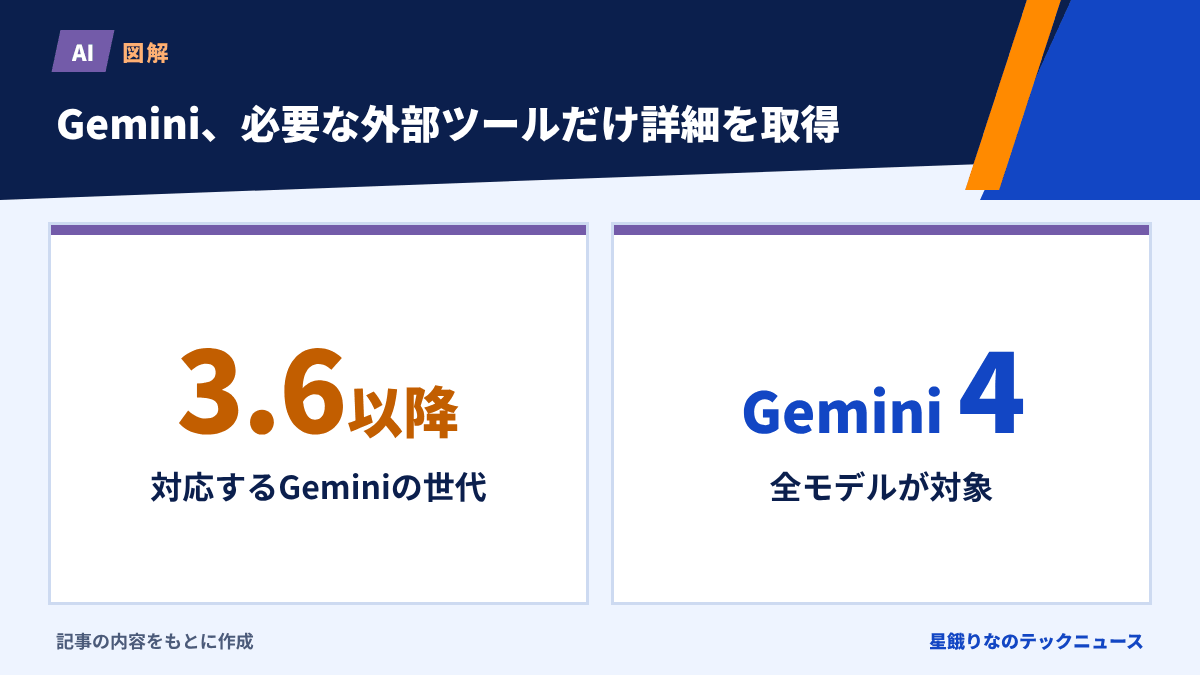 AI 図解
Gemini、必要な外部ツールだけ詳細を取得
3.6以降
対応するGeminiの世代
Gemini 4
全モデルが対象
記事の内容をもとに作成
星餓りなのテックニュース